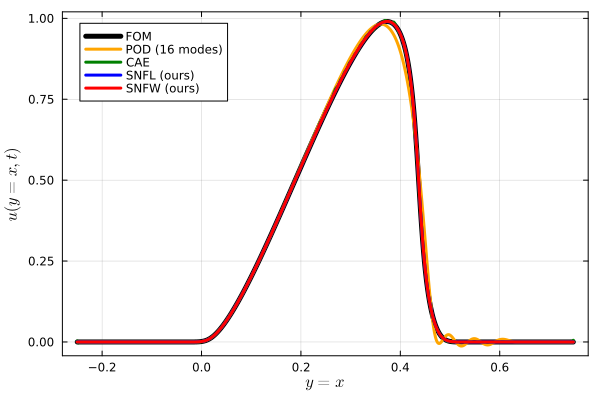 FOM
POD (16 modes)
CAE
SNFL (ours)
SNFW (ours)
1.00
0.75
0.50
0.25
0.00
u(y = x, t)
−0.2
0.0
0.2
0.4
0.6
y = x